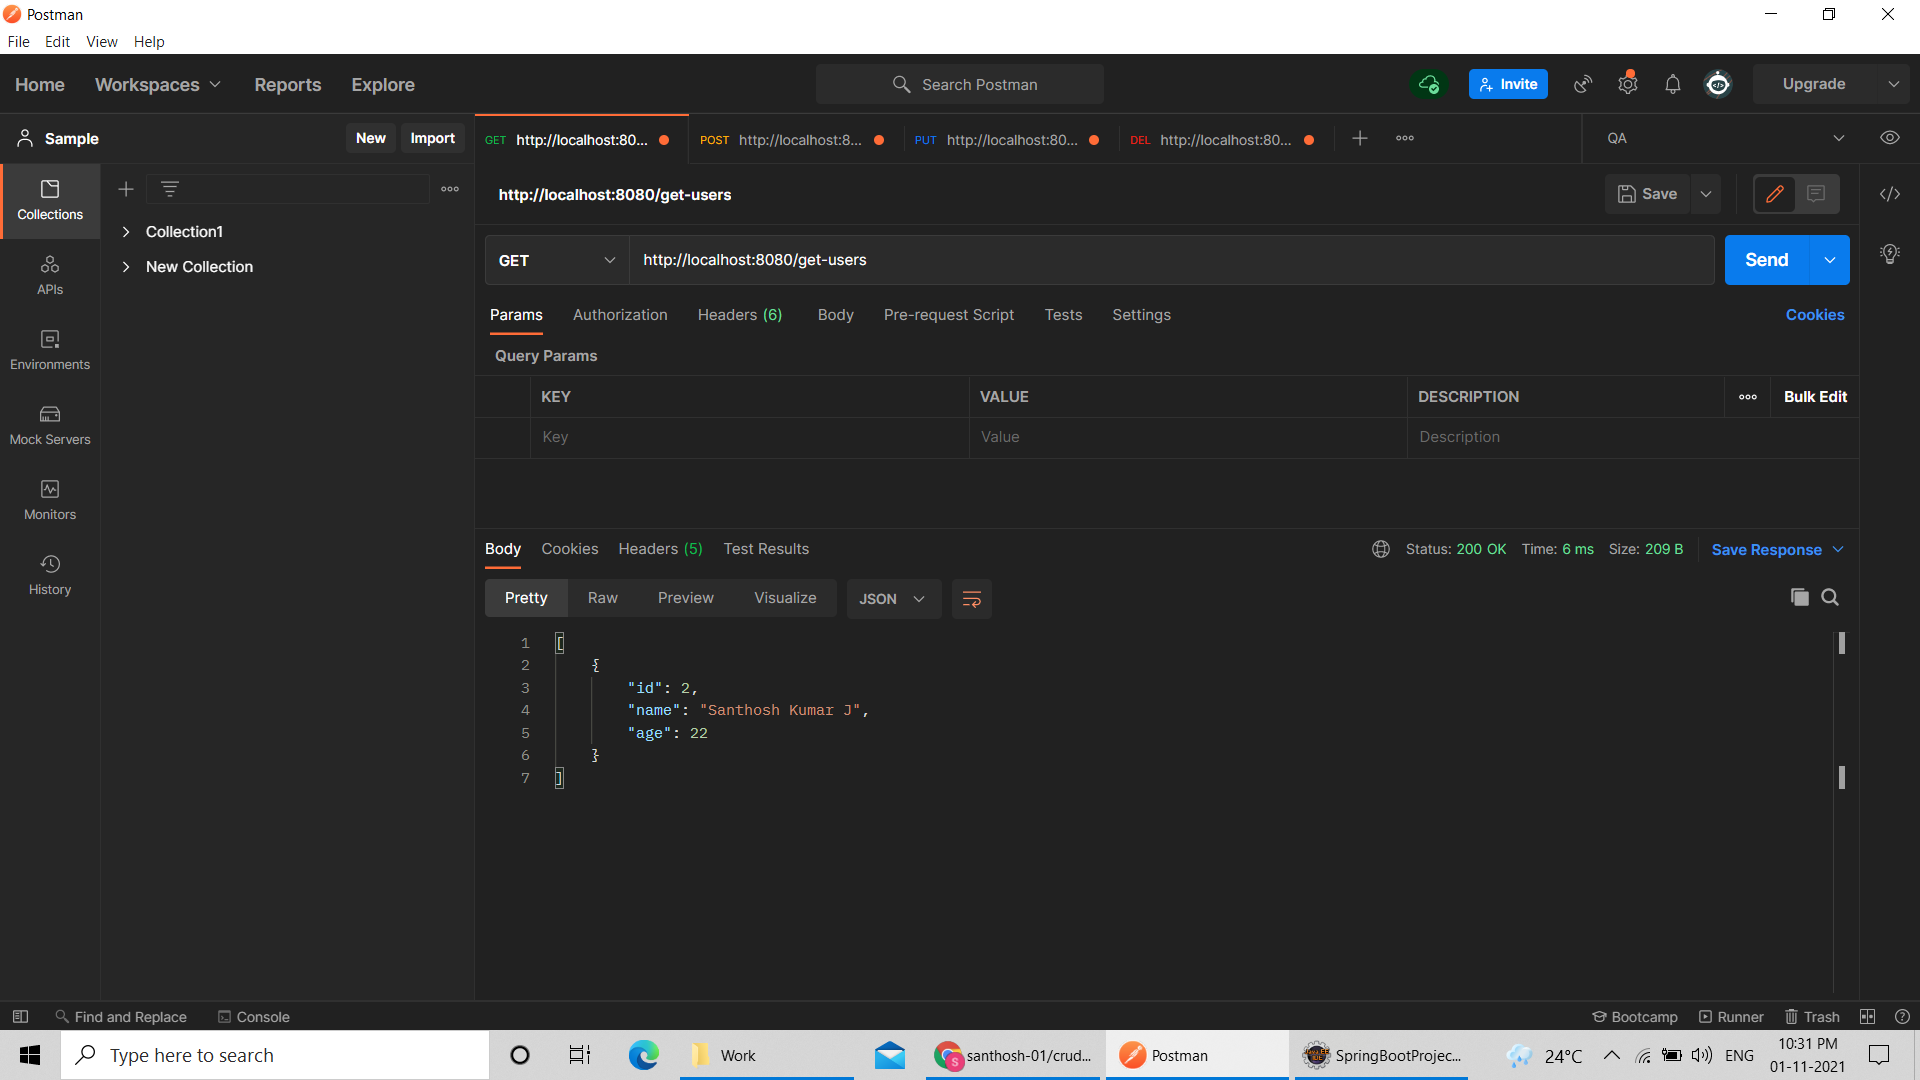 Postman
File Edit View Help
Home Workspaces Reports Explore Search Postman Invite Upgrade
Sample New Import GET http://localhost:80... POST http://localhost:8... PUT http://localhost:80... DEL http://localhost:80... QA
Collections
APIs
Environments
Mock Servers
Monitors
History
Collection1
New Collection
http://localhost:8080/get-users Save
GET http://localhost:8080/get-users Send
Params Authorization Headers (6) Body Pre-request Script Tests Settings Cookies
Query Params
KEY VALUE DESCRIPTION Bulk Edit
Key Value Description
Body Cookies Headers (5) Test Results Status: 200 OK Time: 6 ms Size: 209 B Save Response
Pretty Raw Preview Visualize JSON
1 [
2 {
3 "id": 2,
4 "name": "Santhosh Kumar J",
5 "age": 22
6 }
7 ]
Find and Replace Console Bootcamp Runner Trash
Type here to search Work santhosh-01/crud... Postman SpringBootProjec... 24°C ENG 10:31 PM
01-11-2021